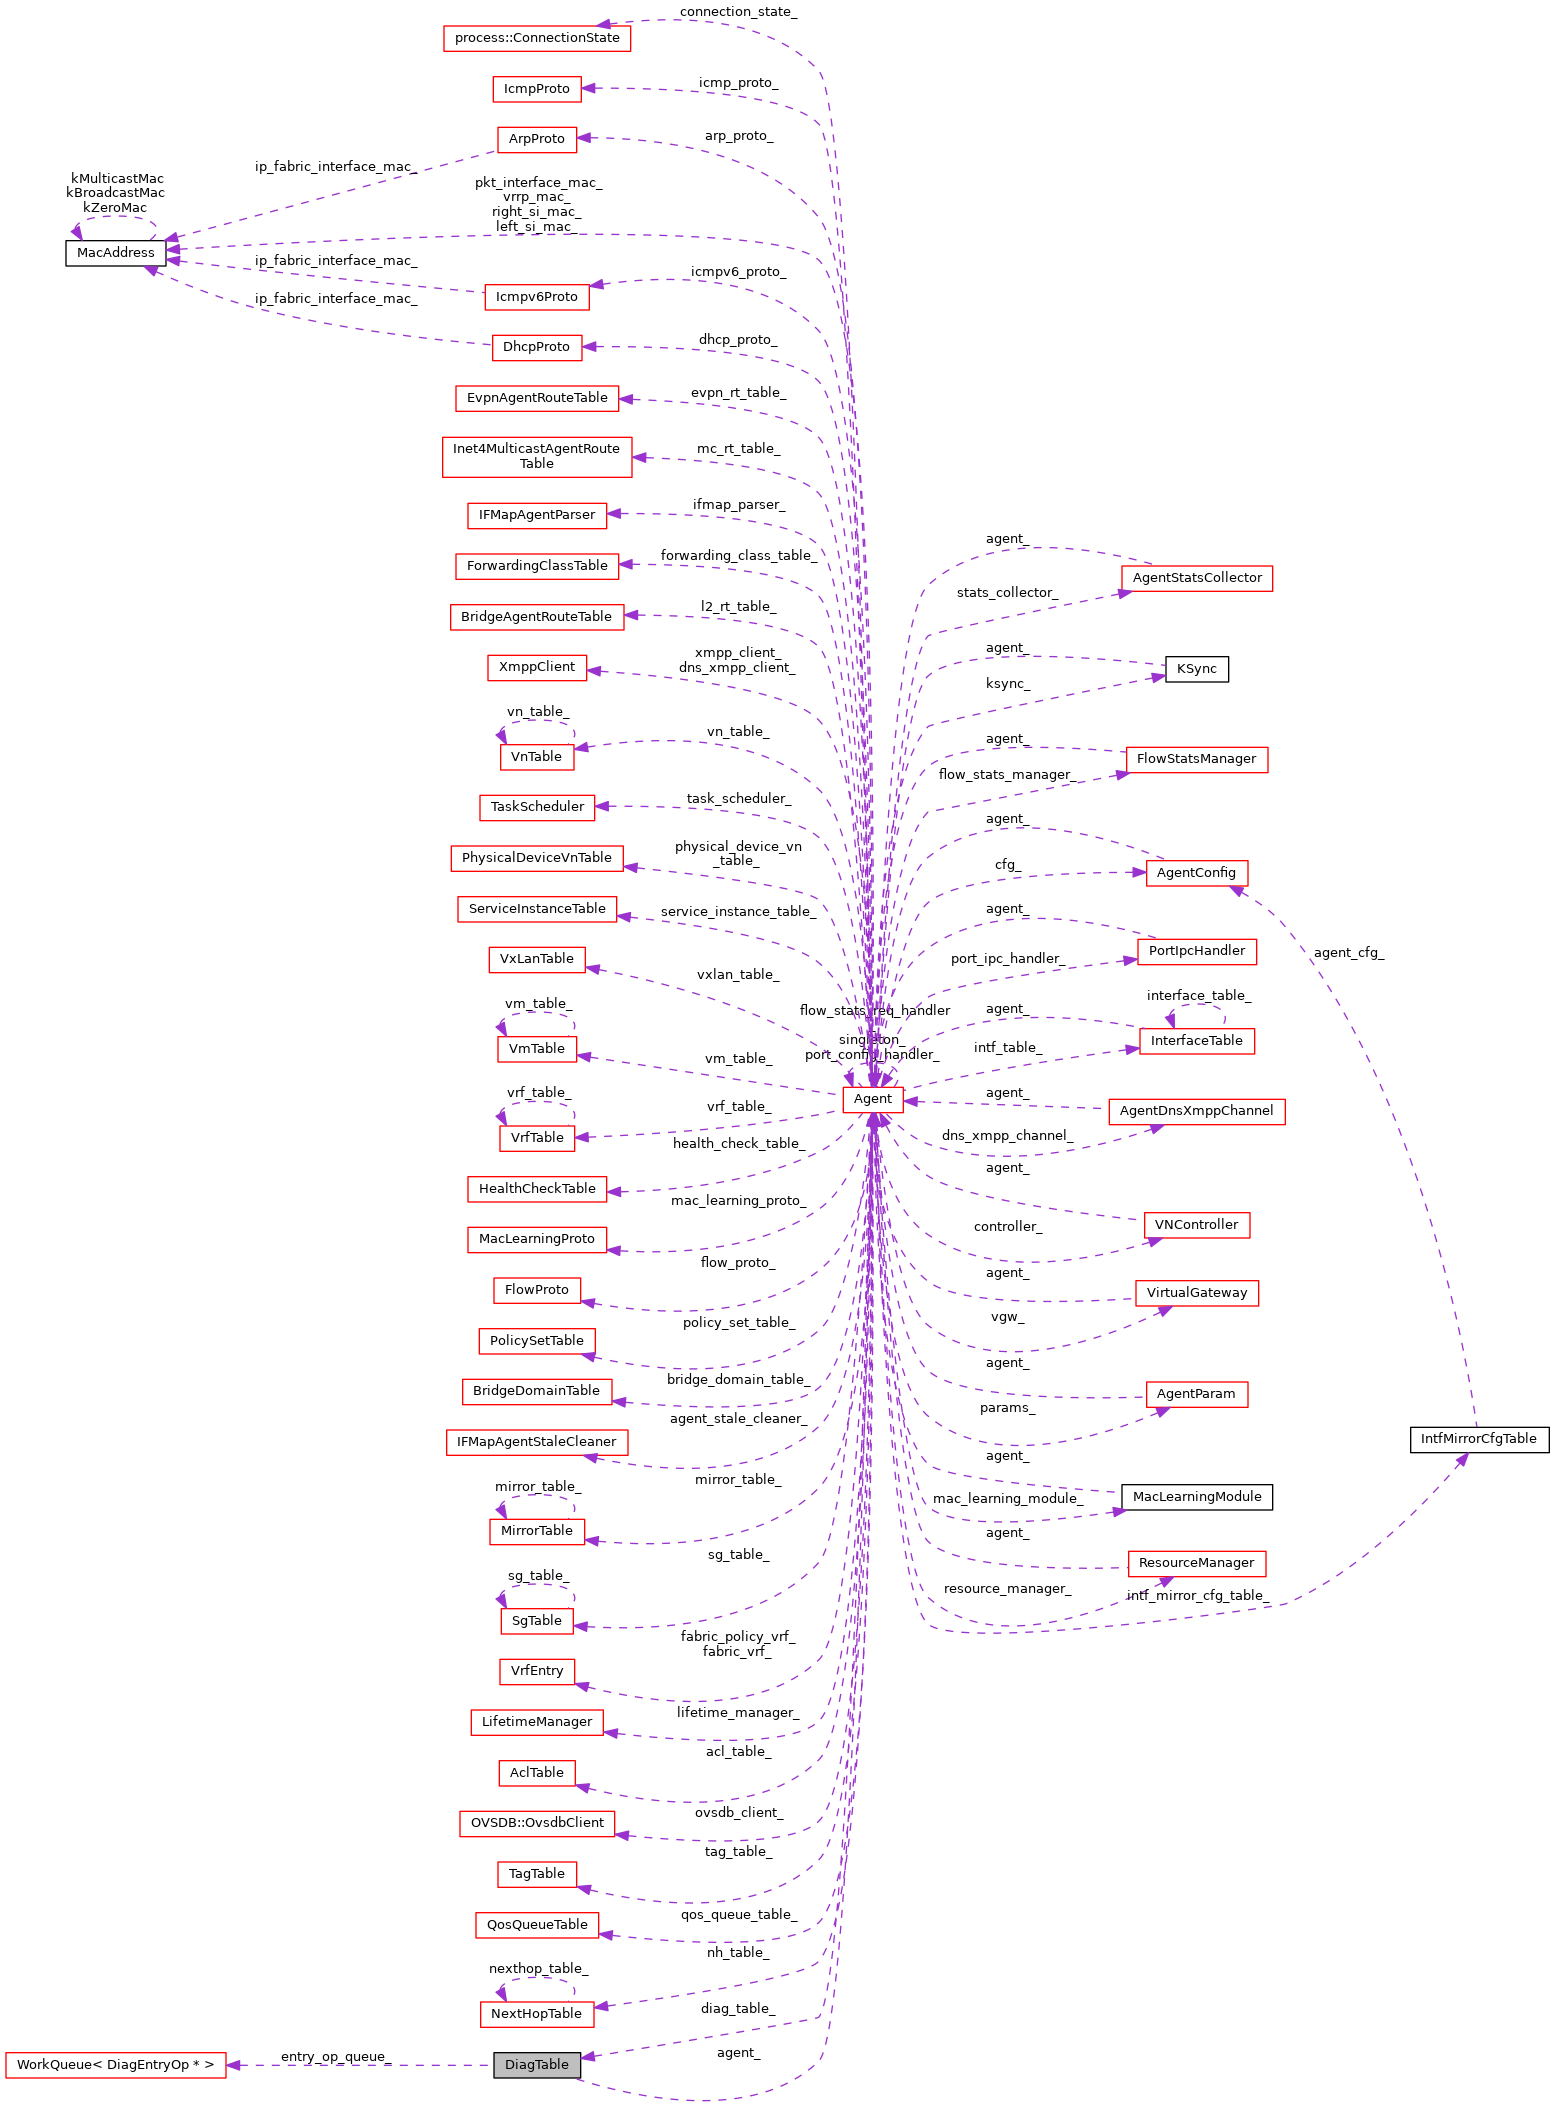 connection_state_
process::ConnectionState
icmp_proto_
IcmpProto
arp_proto_
ArpProto
ip_fabric_interface_mac_
kMulticastMac
kBroadcastMac
kZeroMac
pkt_interface_mac_
vrrp_mac_
right_si_mac_
left_si_mac_
MacAddress
ip_fabric_interface_mac_
icmpv6_proto_
Icmpv6Proto
ip_fabric_interface_mac_
dhcp_proto_
DhcpProto
evpn_rt_table_
EvpnAgentRouteTable
mc_rt_table_
Inet4MulticastAgentRoute
Table
ifmap_parser_
IFMapAgentParser
agent_
forwarding_class_table_
ForwardingClassTable
AgentStatsCollector
stats_collector_
l2_rt_table_
BridgeAgentRouteTable
agent_
xmpp_client_
dns_xmpp_client_
XmppClient
KSync
ksync_
vn_table_
vn_table_
VnTable
agent_
FlowStatsManager
flow_stats_manager_
task_scheduler_
TaskScheduler
agent_
physical_device_vn
_table_
PhysicalDeviceVnTable
cfg_
AgentConfig
service_instance_table_
ServiceInstanceTable
agent_
PortIpcHandler
port_ipc_handler_
agent_cfg_
VxLanTable
vxlan_table_
interface_table_
vm_table_
flow_stats_req_handler
agent_
singleton_
port_config_handler_
intf_table_
InterfaceTable
VmTable
vm_table_
vrf_table_
vrf_table_
Agent
agent_
AgentDnsXmppChannel
VrfTable
health_check_table_
dns_xmpp_channel_
agent_
HealthCheckTable
mac_learning_proto_
MacLearningProto
controller_
VNController
flow_proto_
FlowProto
agent_
VirtualGateway
policy_set_table_
PolicySetTable
vgw_
agent_
bridge_domain_table_
BridgeDomainTable
AgentParam
params_
agent_stale_cleaner_
IFMapAgentStaleCleaner
IntfMirrorCfgTable
agent_
mirror_table_
mirror_table_
MirrorTable
mac_learning_module_
MacLearningModule
agent_
sg_table_
sg_table_
SgTable
ResourceManager
resource_manager_
intf_mirror_cfg_table_
fabric_policy_vrf_
fabric_vrf_
VrfEntry
lifetime_manager_
LifetimeManager
acl_table_
AclTable
ovsdb_client_
OVSDB::OvsdbClient
tag_table_
TagTable
qos_queue_table_
QosQueueTable
nh_table_
nexthop_table_
NextHopTable
diag_table_
entry_op_queue_
agent_
WorkQueue< DiagEntryOp * >
DiagTable